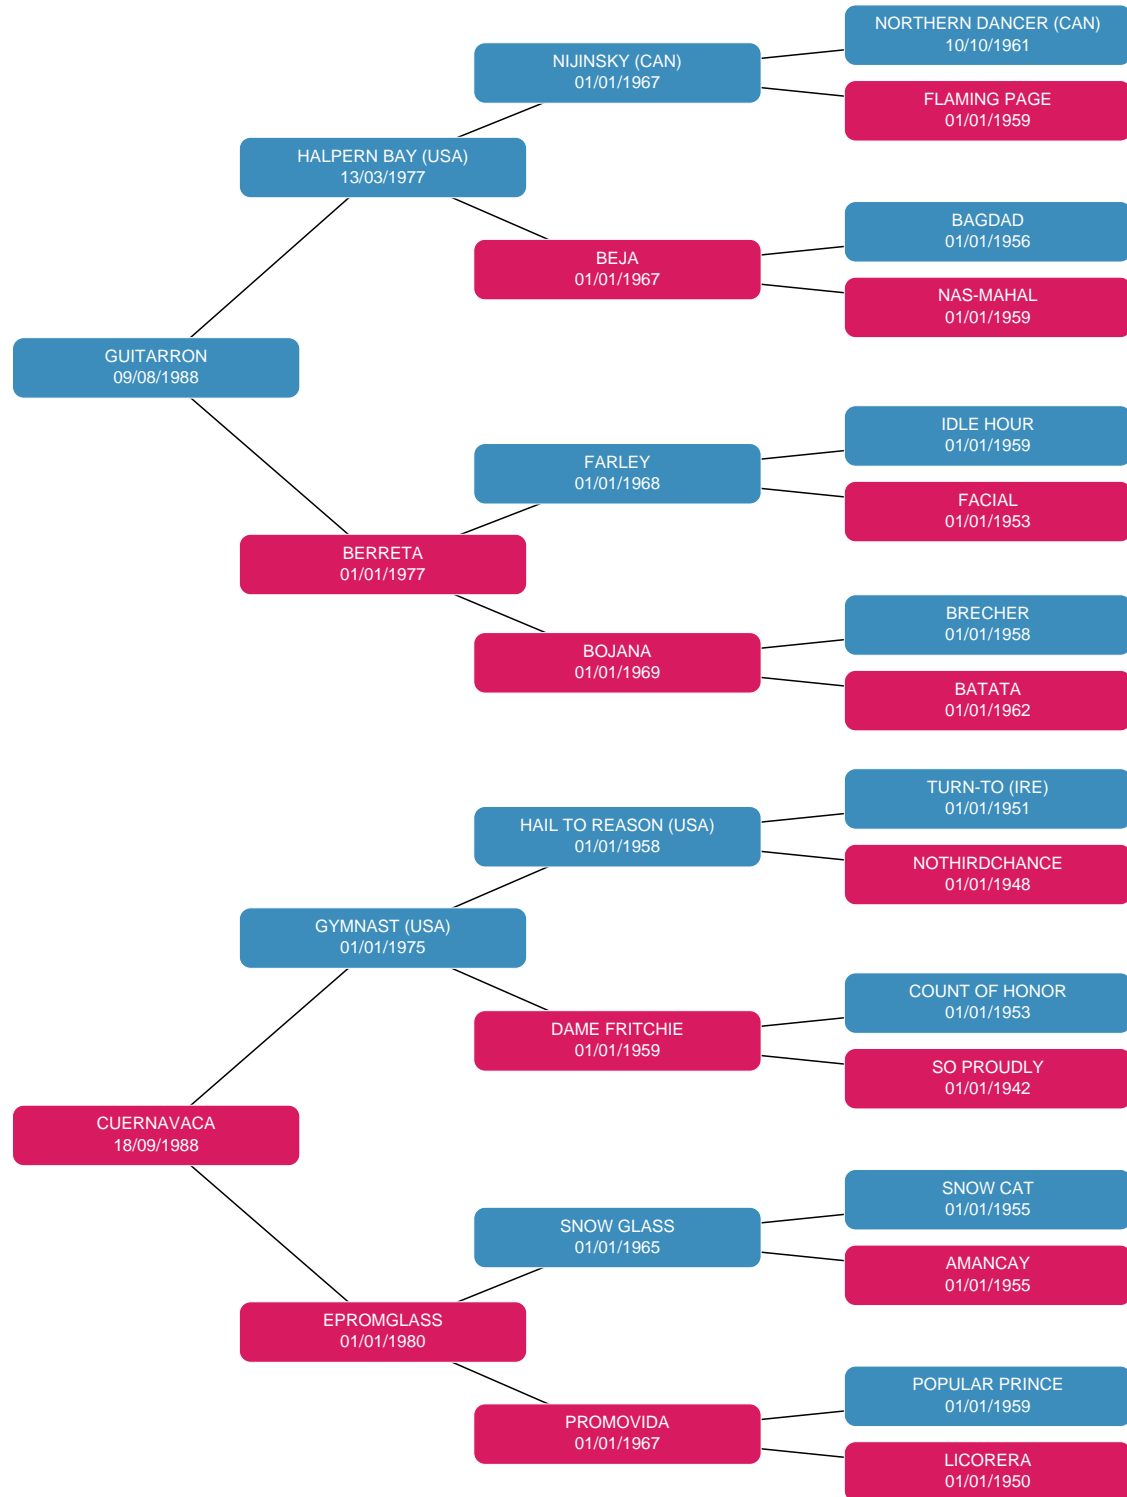 NORTHERN DANCER (CAN)
10/10/1961
NIJINSKY (CAN)
01/01/1967
FLAMING PAGE
01/01/1959
HALPERN BAY (USA)
13/03/1977
BAGDAD
01/01/1956
BEJA
01/01/1967
NAS-MAHAL
01/01/1959
GUITARRON
09/08/1988
IDLE HOUR
01/01/1959
FARLEY
01/01/1968
FACIAL
01/01/1953
BERRETA
01/01/1977
BRECHER
01/01/1958
BOJANA
01/01/1969
BATATA
01/01/1962
TURN-TO (IRE)
01/01/1951
HAIL TO REASON (USA)
01/01/1958
NOTHIRDCHANCE
01/01/1948
GYMNAST (USA)
01/01/1975
COUNT OF HONOR
01/01/1953
DAME FRITCHIE
01/01/1959
SO PROUDLY
01/01/1942
CUERNAVACA
18/09/1988
SNOW CAT
01/01/1955
SNOW GLASS
01/01/1965
AMANCAY
01/01/1955
EPROMGLASS
01/01/1980
POPULAR PRINCE
01/01/1959
PROMOVIDA
01/01/1967
LICORERA
01/01/1950